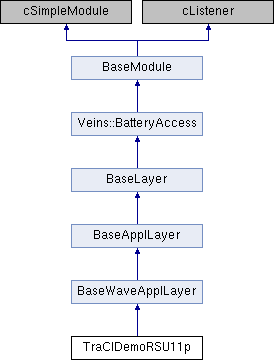 cSimpleModule
cListener
BaseModule
Veins::BatteryAccess
BaseLayer
BaseApplLayer
BaseWaveApplLayer
TraCIDemoRSU11p